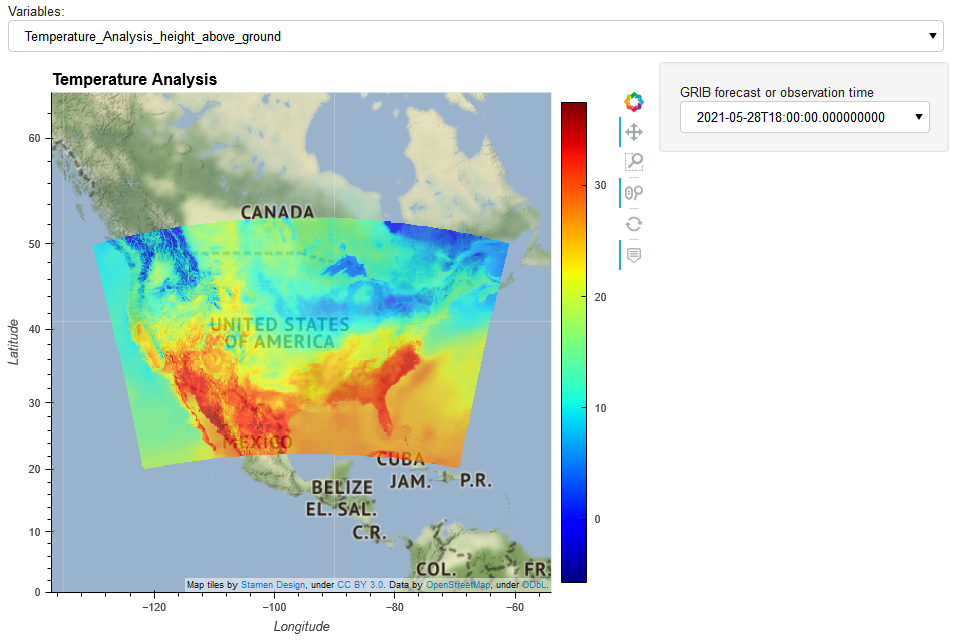 Variables:
Temperature_Analysis_height_above_ground
Temperature Analysis
GRIB forecast or observation time
2021-05-28T18:00:00.000000000
60
50
40
30
20
10
0
CANADA
UNITED STATES
OF AMERICA
MEXICO
CUBA
BELIZE
JAM.
P.R.
EL. SAL.
C.R.
COL.
FR.
Map tiles by Stamen Design, under CC BY 3.0. Data by OpenStreetMap, under ODbL.
30
20
10
0
−120
−100
−80
−60
Latitude
Longitude